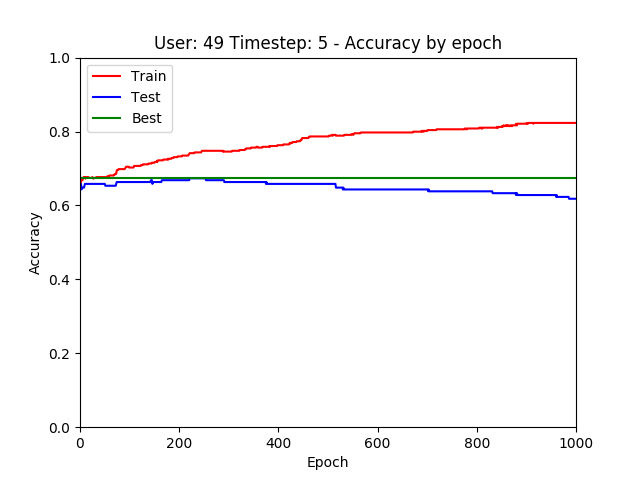 User: 49 Timestep: 5 - Accuracy by epoch
1.0
0.8
0.6
0.4
0.2
0.0
Accuracy
Train
Test
Best
0 200 400 600 800 1000
Epoch